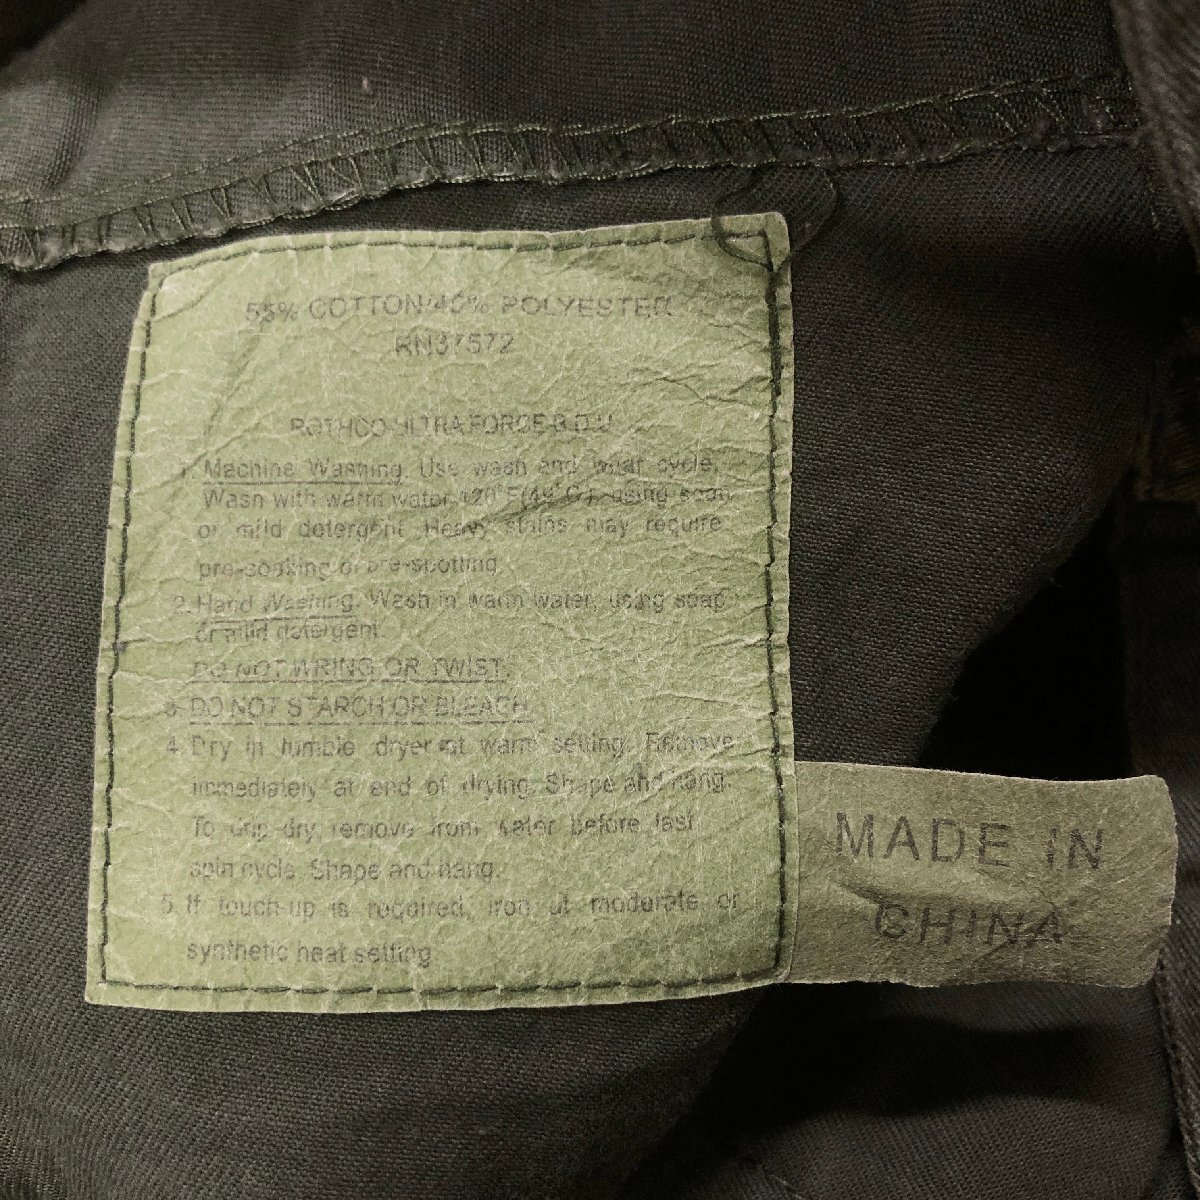 55% COTTON/45% POLYESTER
RN37572
ROTHCO-ULTRA FORCE B.D.U.
1. Machine Washing. Use wash and wear cycle.
Wash with warm water, 120°F(49°C), using soap
or mild detergent. Heavy stains may require
pre-soaking or pre-spotting.
2. Hand Washing. Wash in warm water, using soap
or mild detergent.
DO NOT WRING OR TWIST.
3. DO NOT STARCH OR BLEACH.
4. Dry in tumble dryer at warm setting. Remove
immediately at end of drying. Shape and hang.
To drip dry, remove from water before last
spin cycle. Shape and hang.
5. If touch-up is required, iron at moderate or
synthetic heat setting.
MADE IN
CHINA